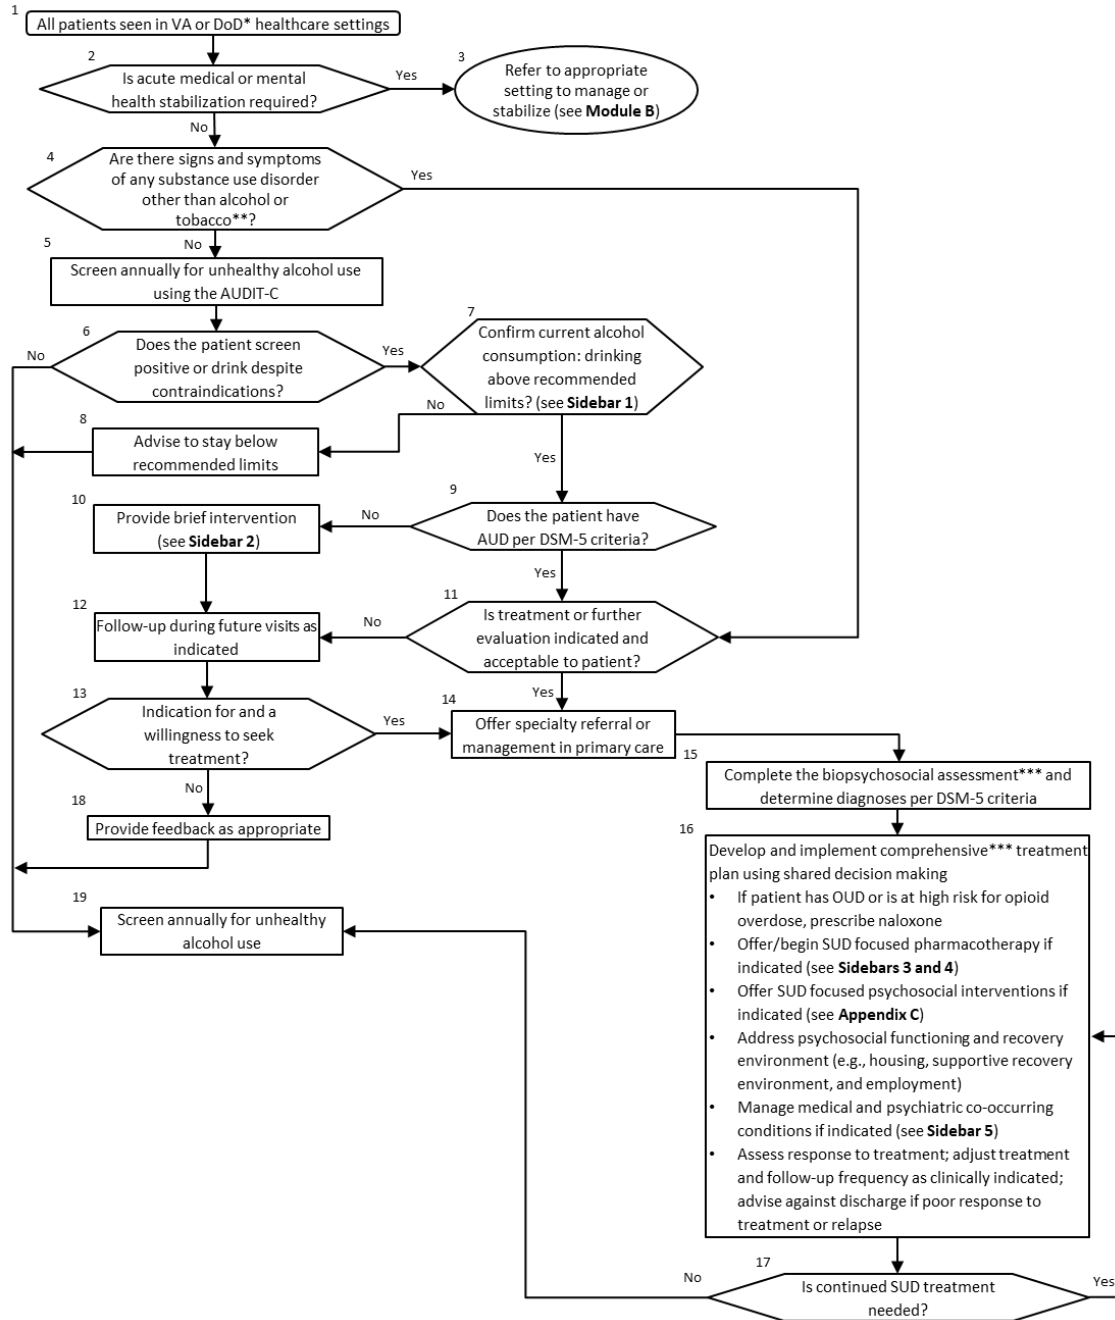 1
All patients seen in VA or DoD* healthcare settings
2
Is acute medical or mental
health stabilization required?
Yes
No
3
Refer to appropriate
setting to manage or
stabilize (see Module B)
4
Are there signs and symptoms
of any substance use disorder
other than alcohol or
tobacco**?
Yes
No
5
Screen annually for unhealthy alcohol use
using the AUDIT-C
6
Does the patient screen
positive or drink despite
contraindications?
No
Yes
7
Confirm current alcohol
consumption: drinking
above recommended
limits? (see Sidebar 1)
No
Yes
8
Advise to stay below
recommended limits
9
Does the patient have
AUD per DSM-5 criteria?
No
Yes
10
Provide brief intervention
(see Sidebar 2)
11
Is treatment or further
evaluation indicated and
acceptable to patient?
No
Yes
12
Follow-up during future visits as
indicated
13
Indication for and a
willingness to seek
treatment?
Yes
No
14
Offer specialty referral or
management in primary care
15
Complete the biopsychosocial assessment*** and
determine diagnoses per DSM-5 criteria
16
Develop and implement comprehensive*** treatment
plan using shared decision making
• If patient has OUD or is at high risk for opioid
overdose, prescribe naloxone
• Offer/begin SUD focused pharmacotherapy if
indicated (see Sidebars 3 and 4)
• Offer SUD focused psychosocial interventions if
indicated (see Appendix C)
• Address psychosocial functioning and recovery
environment (e.g., housing, supportive recovery
environment, and employment)
• Manage medical and psychiatric co-occurring
conditions if indicated (see Sidebar 5)
• Assess response to treatment; adjust treatment
and follow-up frequency as clinically indicated;
advise against discharge if poor response to
treatment or relapse
17
Is continued SUD treatment
needed?
No
Yes
18
Provide feedback as appropriate
19
Screen annually for unhealthy
alcohol use